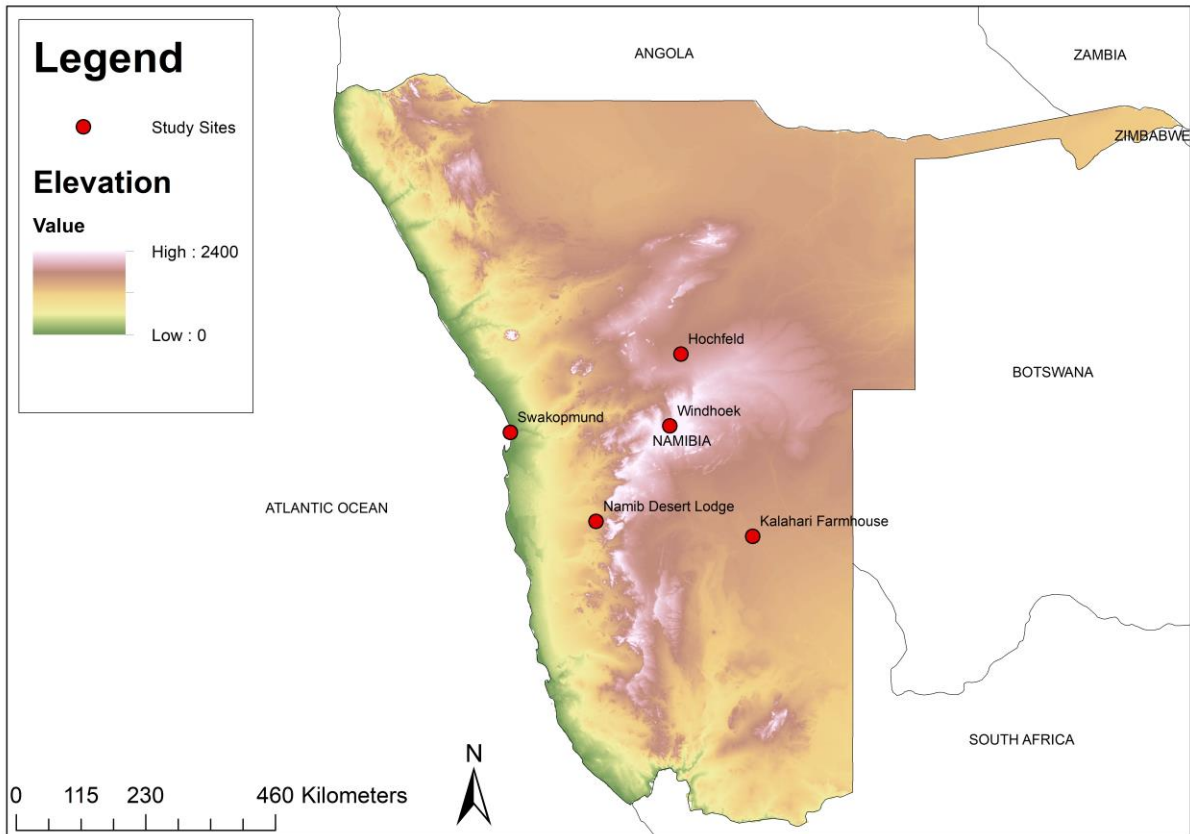 Legend
Study Sites
Elevation
Value
High : 2400
Low : 0
ANGOLA
ZAMBIA
ZIMBABWE
BOTSWANA
Hochfeld
Swakopmund
Windhoek
NAMIBIA
ATLANTIC OCEAN
Namib Desert Lodge
Kalahari Farmhouse
SOUTH AFRICA
N
0 115 230 460 Kilometers